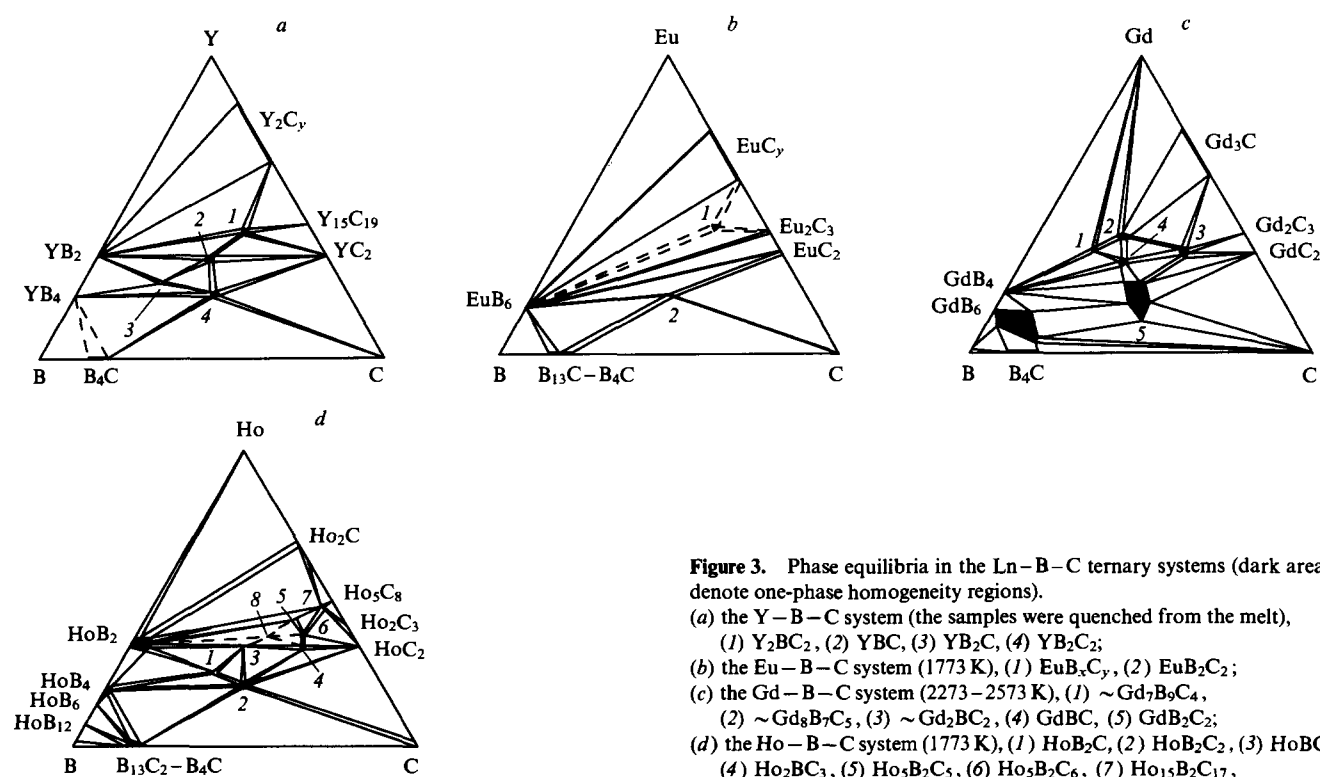 a
Y
Y₂Cᵧ
2
1
Y₁₅C₁₉
YB₂
YC₂
YB₄
3
4
B
B₄C
C
b
Eu
EuCᵧ
1
Eu₂C₃
EuC₂
EuB₆
2
B
B₁₃C–B₄C
C
c
Gd
Gd₃C
2
4
1
3
Gd₂C₃
GdC₂
GdB₄
GdB₆
5
B
B₄C
C
d
Ho
Ho₂C
8
5
7
Ho₅C₈
6
Ho₂C₃
HoB₂
HoC₂
1
3
4
HoB₄
HoB₆
2
HoB₁₂
B
B₁₃C₂–B₄C
C
Figure 3. Phase equilibria in the Ln–B–C ternary systems (dark area
denote one-phase homogeneity regions).
(a) the Y–B–C system (the samples were quenched from the melt),
(1) Y₂BC₂, (2) YBC, (3) YB₂C, (4) YB₂C₂;
(b) the Eu–B–C system (1773 K), (1) EuBₓCᵧ, (2) EuB₂C₂;
(c) the Gd–B–C system (2273–2573 K), (1) ~Gd₇B₉C₄,
(2) ~Gd₈B₇C₅, (3) ~Gd₂BC₂, (4) GdBC, (5) GdB₂C₂;
(d) the Ho–B–C system (1773 K), (1) HoB₂C, (2) HoB₂C₂, (3) HoBC
(4) Ho₂BC₃, (5) Ho₅B₂C₅, (6) Ho₅B₂C₆, (7) Ho₁₅B₂C₁₇,